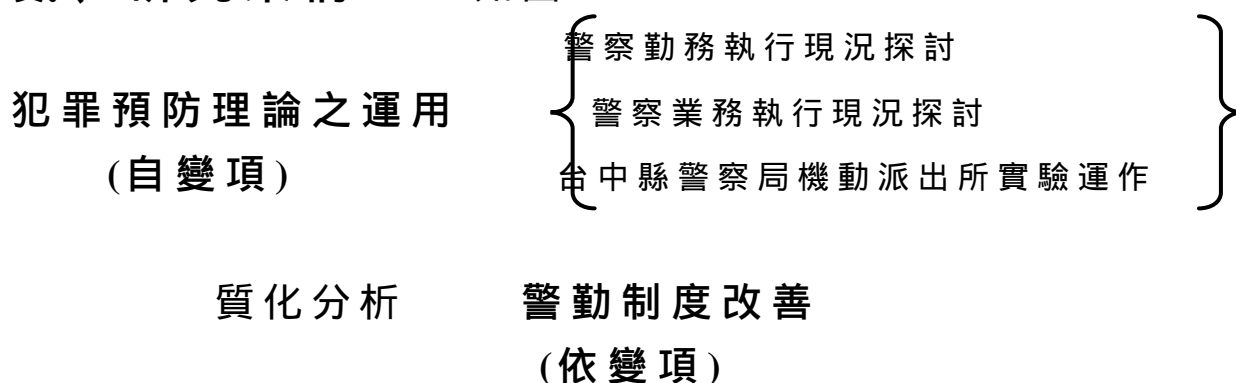 警察勤務執行現況探討
犯罪預防理論之運用 警察業務執行現況探討
(自變項) 台中縣警察局機動派出所實驗運作
質化分析 警勤制度改善
(依變項)